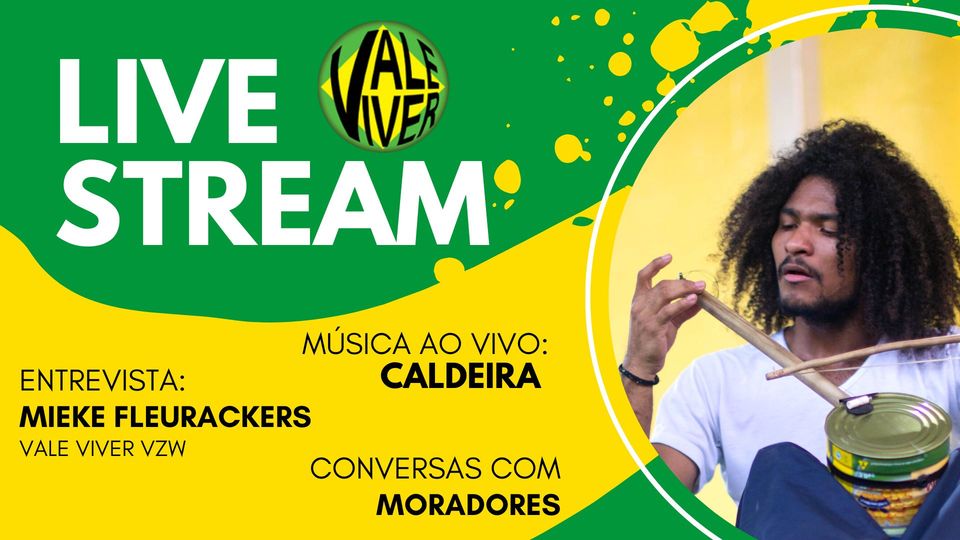 LIVE
STREAM
VALE
VIVER
MÚSICA AO VIVO:
CALDEIRA
ENTREVISTA:
MIEKE FLEURACKERS
VALE VIVER VZW
CONVERSAS COM
MORADORES